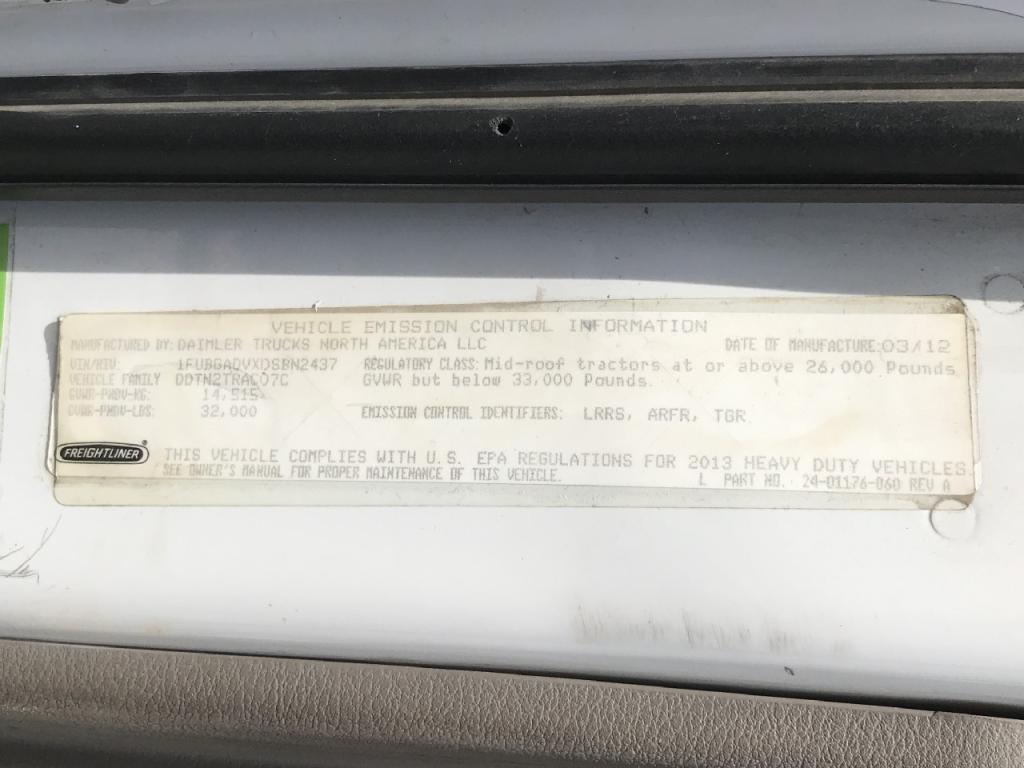 VEHICLE EMISSION CONTROL INFORMATION
MANUFACTURED BY: DAIMLER TRUCKS NORTH AMERICA LLC DATE OF MANUFACTURE: 03/12
VIN/NIV: 1FUBGADVXDSBN2437 REGULATORY CLASS: Mid-roof tractors at or above 26,000 Pounds
VEHICLE FAMILY DDTN2TRAC07C GVWR but below 33,000 Pounds.
GVWR-PNBV-KG: 14,515
GVWR-PNBV-LBS: 32,000 EMISSION CONTROL IDENTIFIERS: LRRS, ARFR, TGR
FREIGHTLINER® THIS VEHICLE COMPLIES WITH U.S. EPA REGULATIONS FOR 2013 HEAVY DUTY VEHICLES.
SEE OWNER'S MANUAL FOR PROPER MAINTENANCE OF THIS VEHICLE. L PART NO. 24-01176-060 REV A